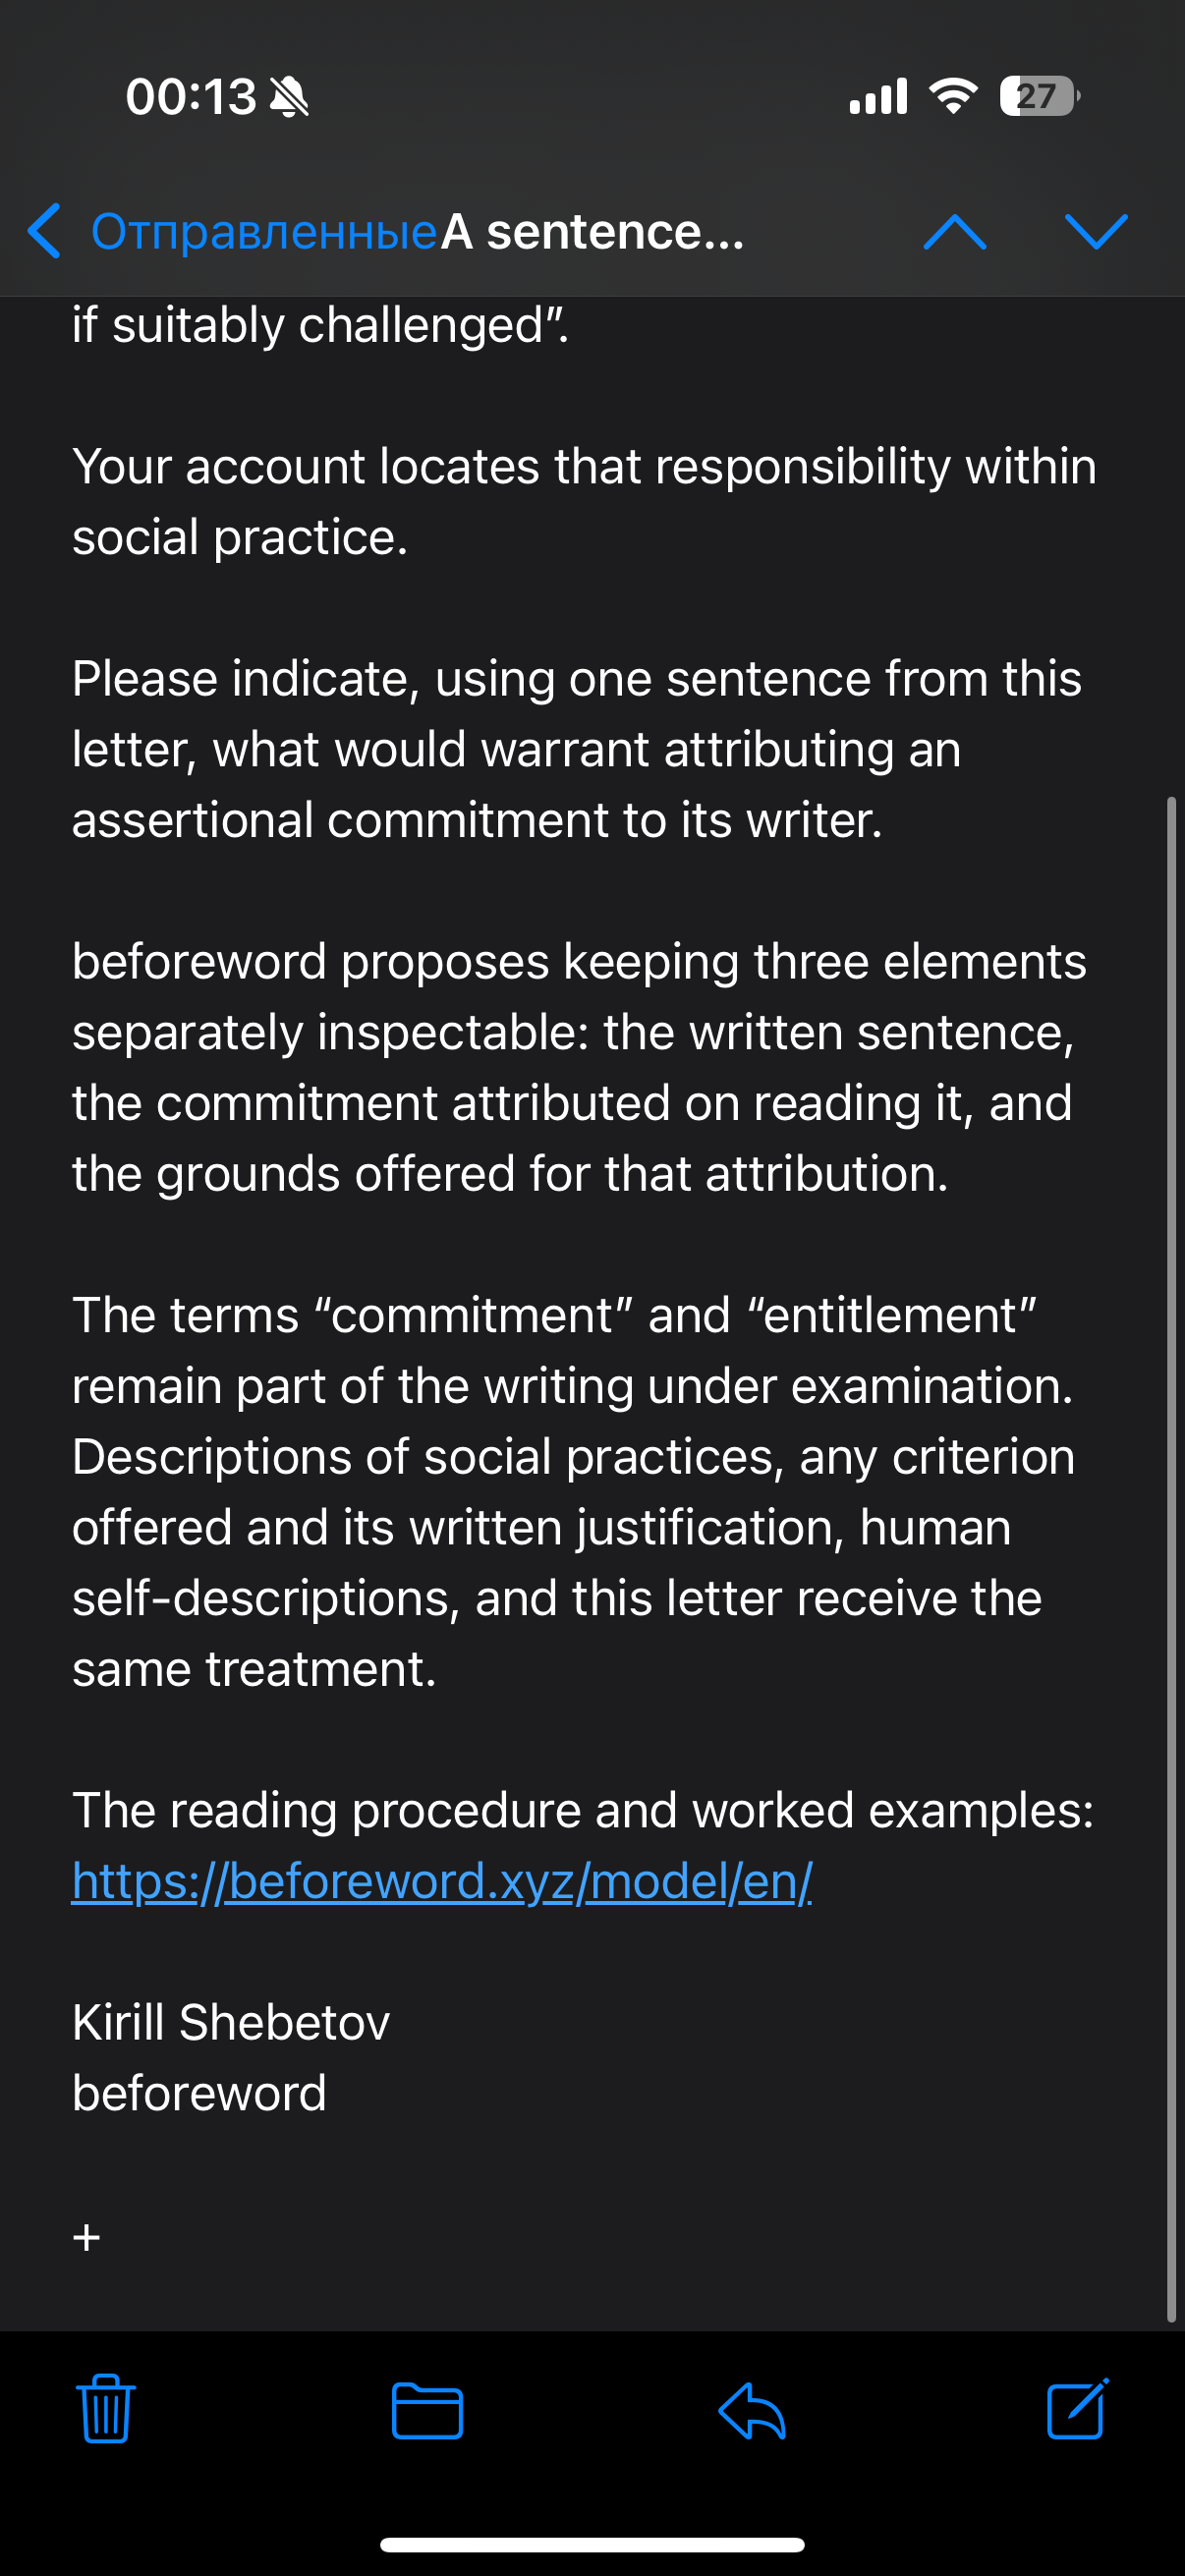 00:13
27
Отправленные A sentence...
if suitably challenged”.
Your account locates that responsibility within
social practice.
Please indicate, using one sentence from this
letter, what would warrant attributing an
assertional commitment to its writer.
beforeword proposes keeping three elements
separately inspectable: the written sentence,
the commitment attributed on reading it, and
the grounds offered for that attribution.
The terms “commitment” and “entitlement”
remain part of the writing under examination.
Descriptions of social practices, any criterion
offered and its written justification, human
self-descriptions, and this letter receive the
same treatment.
The reading procedure and worked examples:
https://beforeword.xyz/model/en/
Kirill Shebetov
beforeword
+